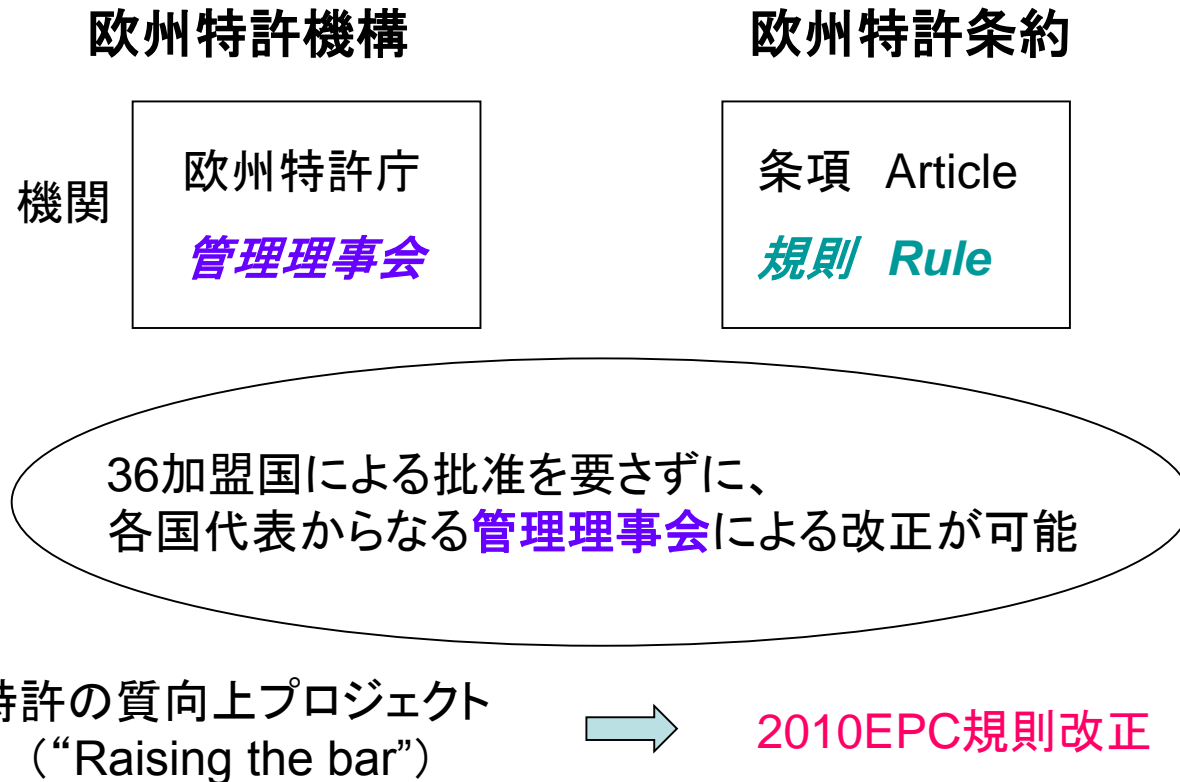 欧州特許機構
欧州特許条約
機関
欧州特許庁
管理理事会
条項 Article
規則 Rule
36加盟国による批准を要さずに、
各国代表からなる管理理事会による改正が可能
特許の質向上プロジェクト
（“Raising the bar”）
2010EPC規則改正